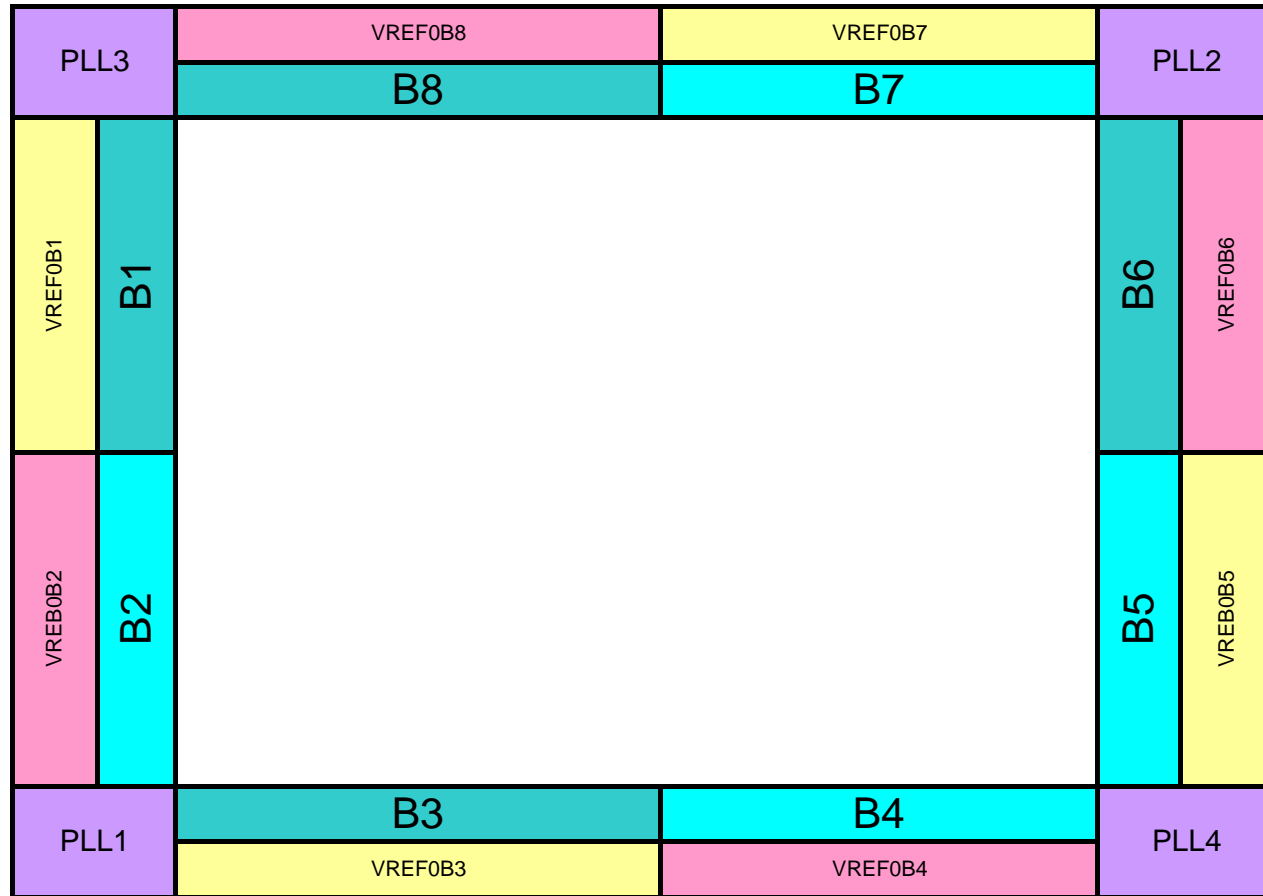 PLL3
VREF0B8
VREF0B7
PLL2
B8
B7
VREF0B1
B1
B6
VREF0B6
VREB0B2
B2
B5
VREB0B5
PLL1
B3
B4
PLL4
VREF0B3
VREF0B4